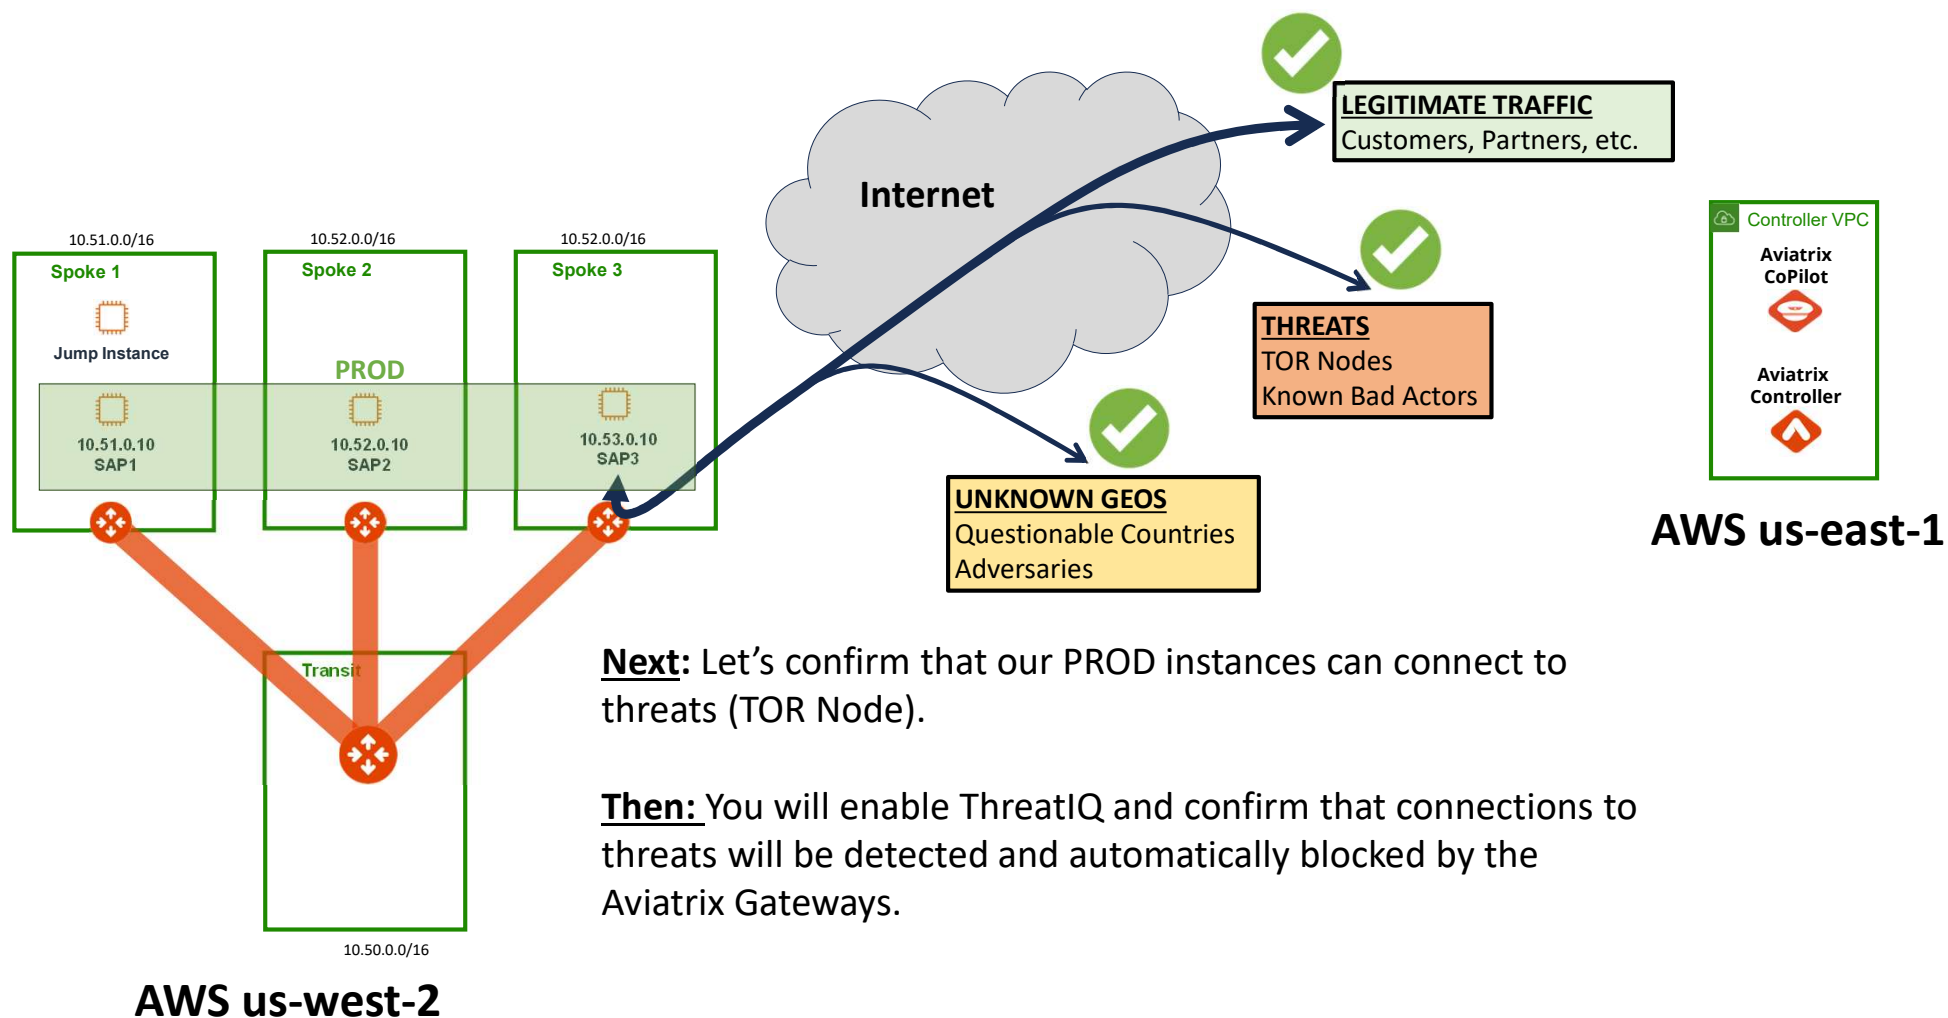 LEGITIMATE TRAFFIC
Customers, Partners, etc.
Internet
10.51.0.0/16
10.52.0.0/16
10.52.0.0/16
Spoke 1
Spoke 2
Spoke 3
Jump Instance
PROD
10.51.0.10
SAP1
10.52.0.10
SAP2
10.53.0.10
SAP3
THREATS
TOR Nodes
Known Bad Actors
UNKNOWN GEOS
Questionable Countries
Adversaries
Controller VPC
Aviatrix
CoPilot
Aviatrix
Controller
AWS us-east-1
Transit
10.50.0.0/16
AWS us-west-2
Next: Let’s confirm that our PROD instances can connect to
threats (TOR Node).
Then: You will enable ThreatIQ and confirm that connections to
threats will be detected and automatically blocked by the
Aviatrix Gateways.